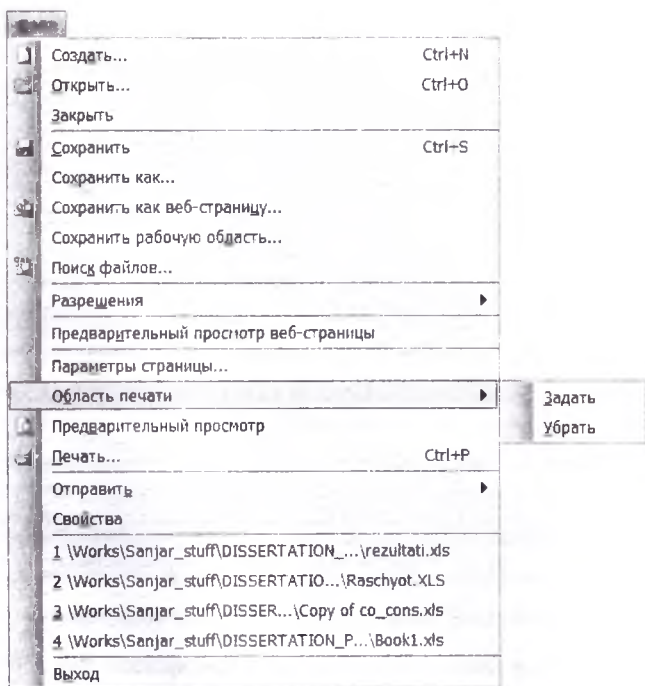 Создать... Ctrl+N
Открыть... Ctrl+O
Закрыть
Сохранить Ctrl+S
Сохранить как...
Сохранить как веб-страницу...
Сохранить рабочую область...
Поиск файлов...
Разрешения
Предварительный просмотр веб-страницы
Параметры страницы...
Область печати
Задать
Убрать
Предварительный просмотр
Печать... Ctrl+P
Отправить
Свойства
1 \Works\Sanjar_stuff\DISSERTATION_...\rezultati.xls
2 \Works\Sanjar_stuff\DISSERTATIO...\Raschyot.XLS
3 \Works\Sanjar_stuff\DISSER...\Copy of co_cons.xls
4 \Works\Sanjar_stuff\DISSERTATION_P...\Book1.xls
Выход